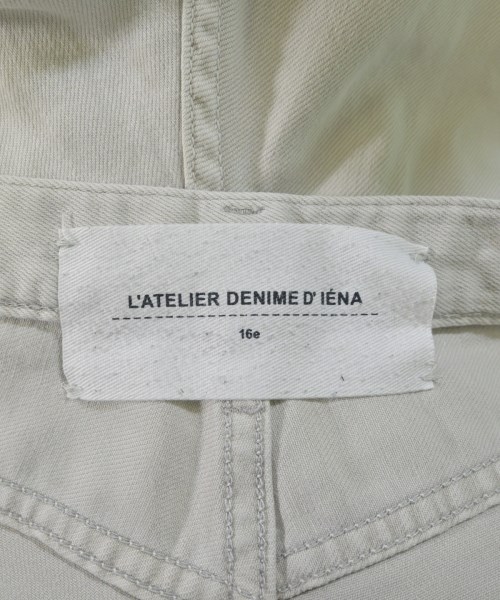 L'ATELIER DENIME D' IÉNA
16e